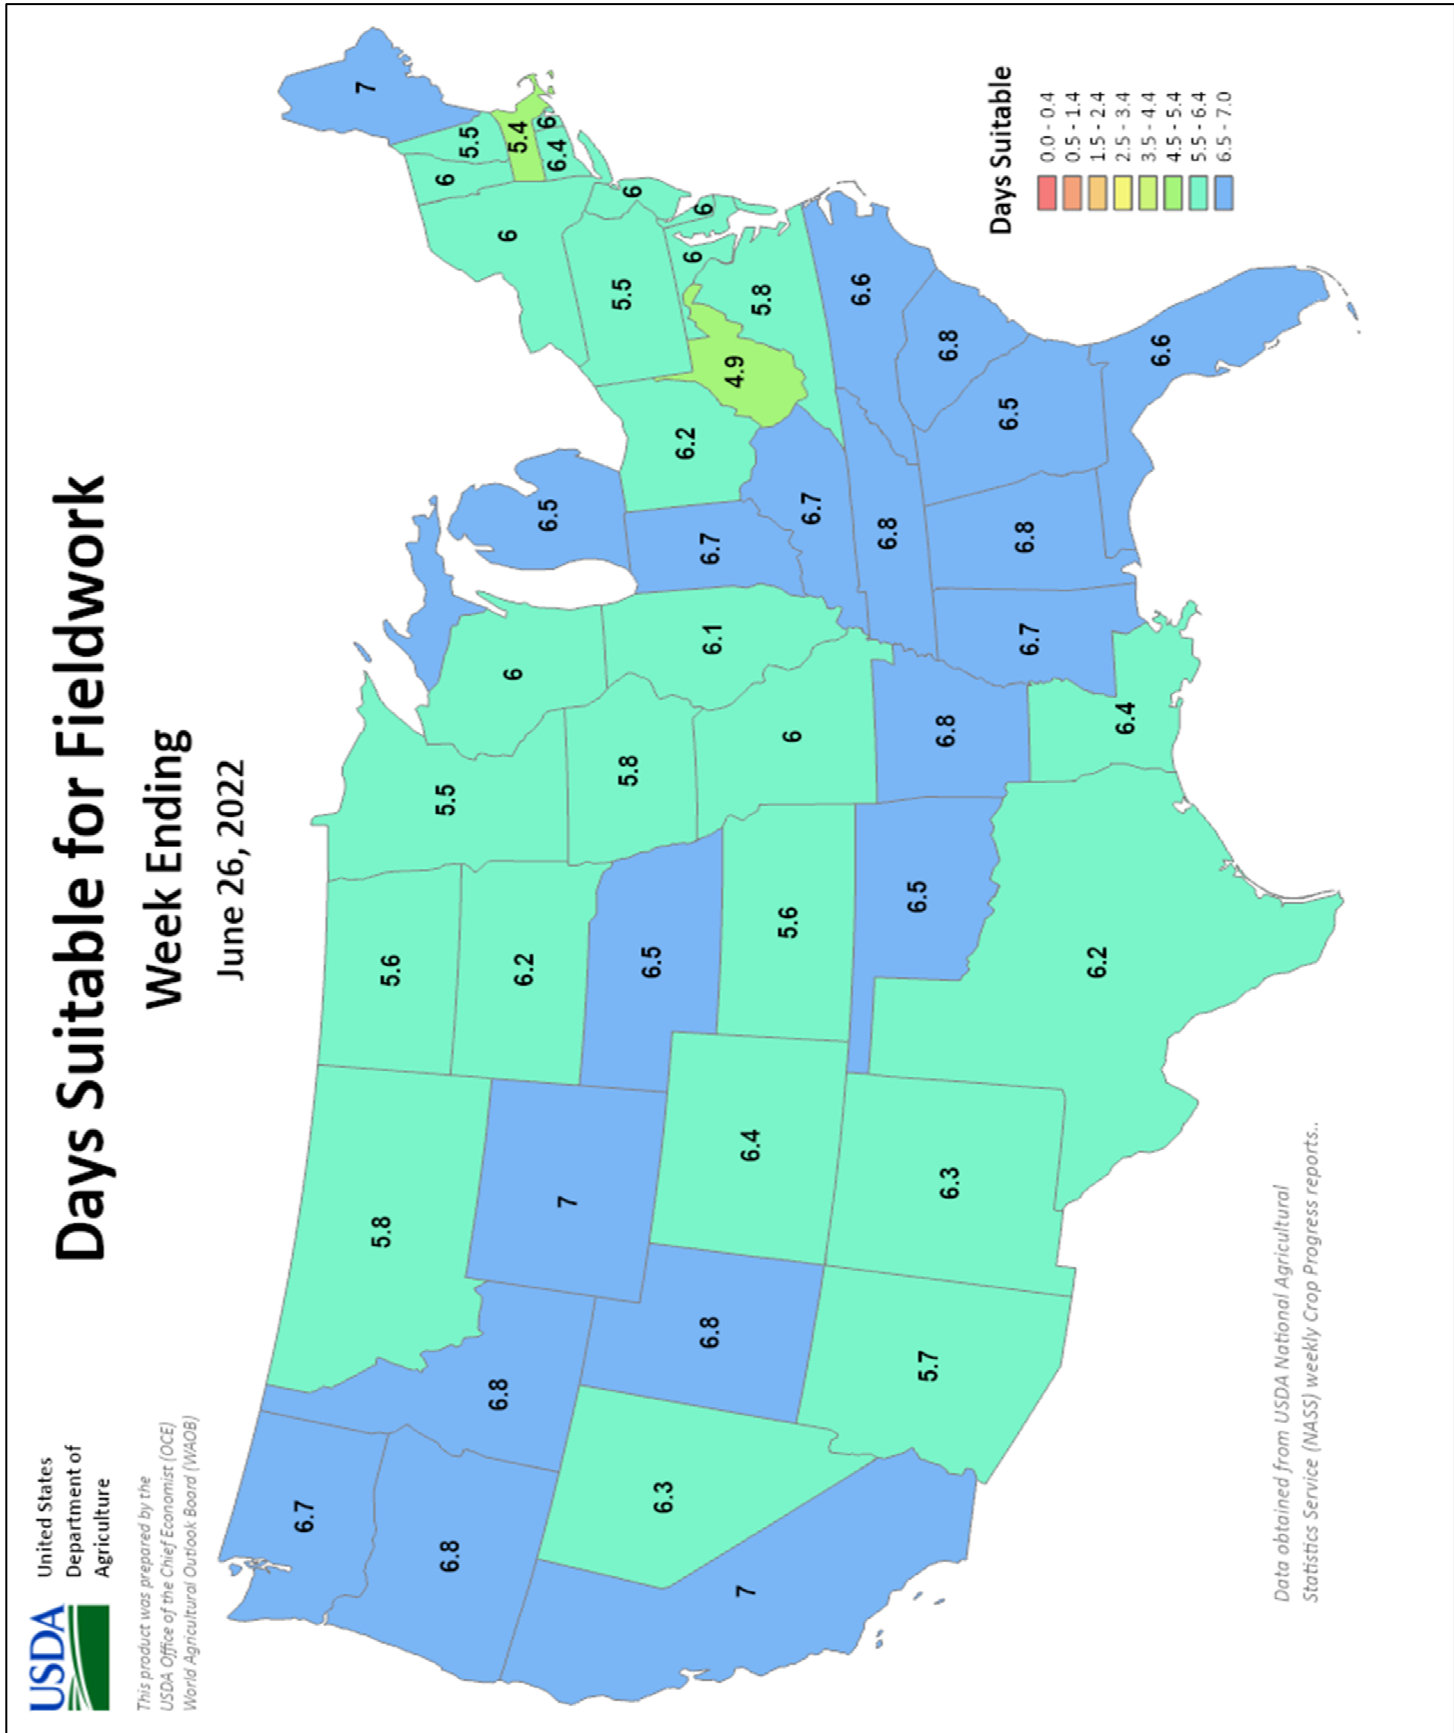 USDA
United States
Department of
Agriculture
This product was prepared by the
USDA Office of the Chief Economist (OCE)
World Agricultural Outlook Board (WAOB)
Days Suitable for Fieldwork
Week Ending
June 26, 2022
6.7
6.8
7
6.8
6.3
5.8
7
6.8
5.7
6.4
6.3
5.6
6.2
6.5
5.6
6.5
6.2
5.5
5.8
6
6.8
6.4
6
6.1
6.7
6.5
6.7
6.2
6.7
6.8
6.8
6.5
6.8
6.6
6.6
4.9
5.8
5.5
6
6
6
6
6
5.5
5.4
6.4
6
7
Days Suitable
0.0 - 0.4
0.5 - 1.4
1.5 - 2.4
2.5 - 3.4
3.5 - 4.4
4.5 - 5.4
5.5 - 6.4
6.5 - 7.0
Data obtained from USDA National Agricultural
Statistics Service (NASS) weekly Crop Progress reports..